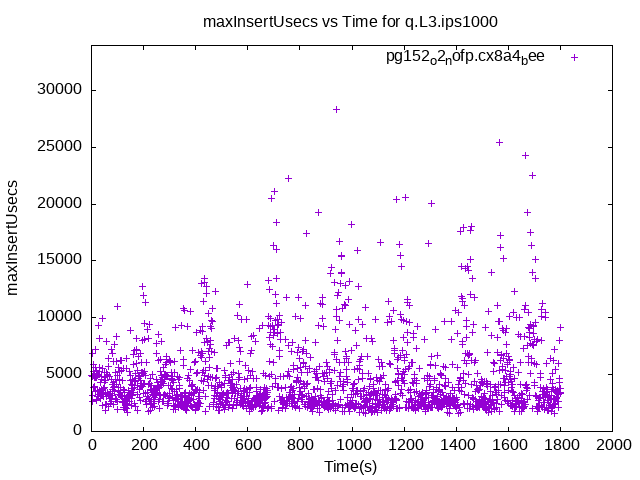 maxInsertUsecs vs Time for q.L3.ips1000
pg152ₒ2ₙofp.cx8a4_bee
30000
25000
20000
15000
10000
5000
0
maxInsertUsecs
0 200 400 600 800 1000 1200 1400 1600 1800 2000
Time(s)